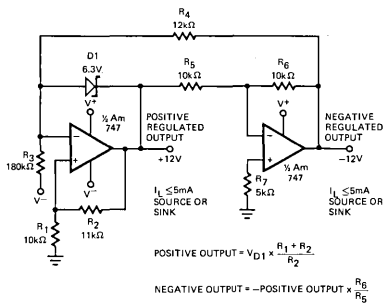 R4
12kΩ
D1
6.3V
R5
10kΩ
R6
10kΩ
V+
½ Am
747
POSITIVE
REGULATED
OUTPUT
+12V
V+
NEGATIVE
REGULATED
OUTPUT
−12V
½ Am
747
R3
180kΩ
V−
V−
R7
5kΩ
IL ≤5mA
SOURCE OR
SINK
IL ≤5mA
SOURCE OR
SINK
R2
11kΩ
R1
10kΩ
POSITIVE OUTPUT = VD1 × (R1 + R2) / R2
NEGATIVE OUTPUT = −POSITIVE OUTPUT × R6 / R5